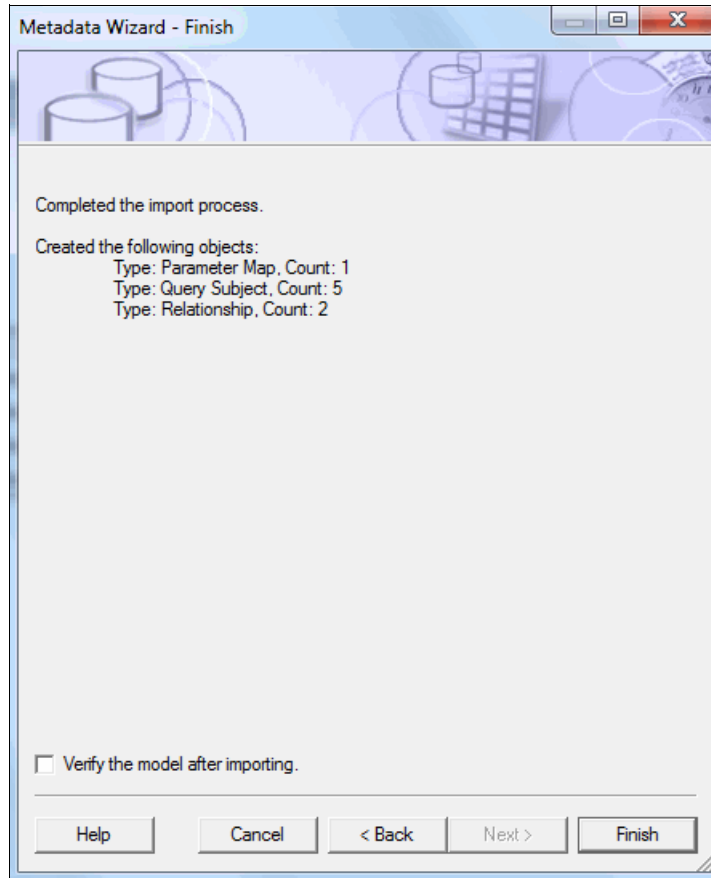 Metadata Wizard - Finish
Completed the import process.
Created the following objects:
Type: Parameter Map, Count: 1
Type: Query Subject, Count: 5
Type: Relationship, Count: 2
Verify the model after importing.
Help
Cancel
< Back
Next >
Finish